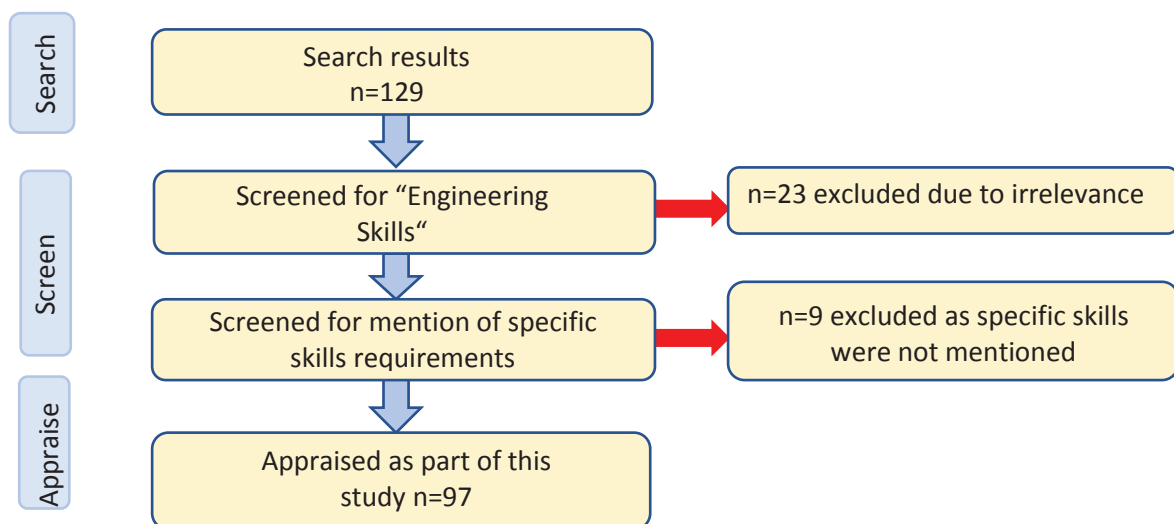 Search
Search results
n=129
Screen
Screened for “Engineering
Skills“
n=23 excluded due to irrelevance
Screened for mention of specific
skills requirements
n=9 excluded as specific skills
were not mentioned
Appraise
Appraised as part of this
study n=97